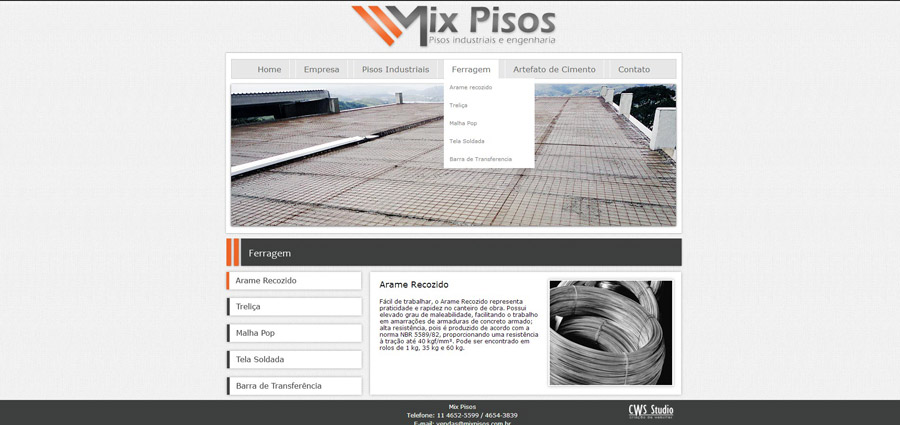 Mix Pisos
Pisos industriais e engenharia
Home
Empresa
Pisos Industriais
Ferragem
Artefato de Cimento
Contato
Arame recozido
Treliça
Malha Pop
Tela Soldada
Barra de Transferencia
Ferragem
Arame Recozido
Treliça
Malha Pop
Tela Soldada
Barra de Transferência
Arame Recozido
Fácil de trabalhar, o Arame Recozido representa
praticidade e rapidez no canteiro de obra. Possui
elevado grau de maleabilidade, facilitando o trabalho
em amarrações de armaduras de concreto armado;
alta resistência, pois é produzido de acordo com a
norma NBR 5589/82, proporcionando uma resistência
à tração até 40 kgf/mm². Pode ser encontrado em
rolos de 1 kg, 35 kg e 60 kg.
Mix Pisos
Telefone: 11 4652-5599 / 4654-3839
E-mail: vendas@mixpisos.com.br
CWS Studio